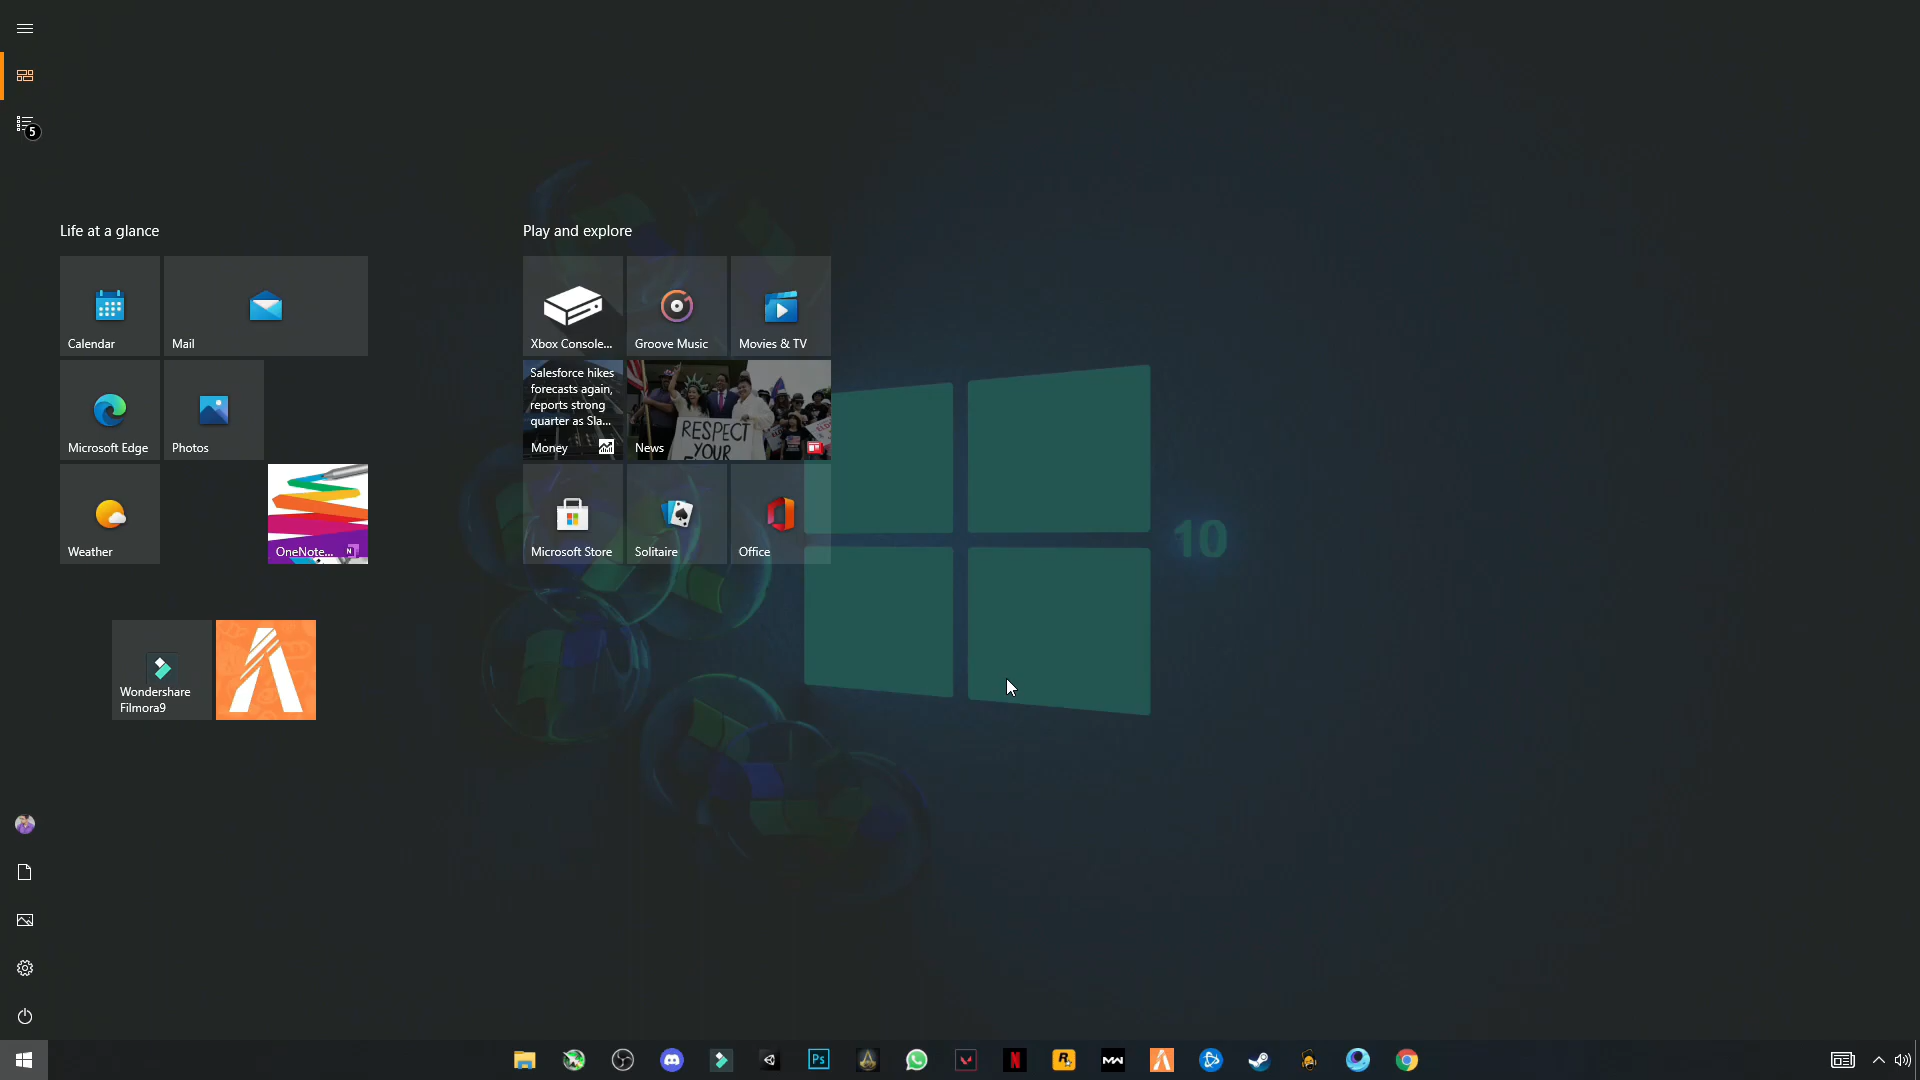 5
Life at a glance
Play and explore
Calendar
Mail
Xbox Console...
Groove Music
Movies & TV
Salesforce hikes
forecasts again,
reports strong
quarter as Sla...
Microsoft Edge
Photos
Money
RESPECT
YOUR
News
Weather
OneNote...
N
Microsoft Store
Solitaire
Office
10
Wondershare
Filmora9
Ps
N
R
MW